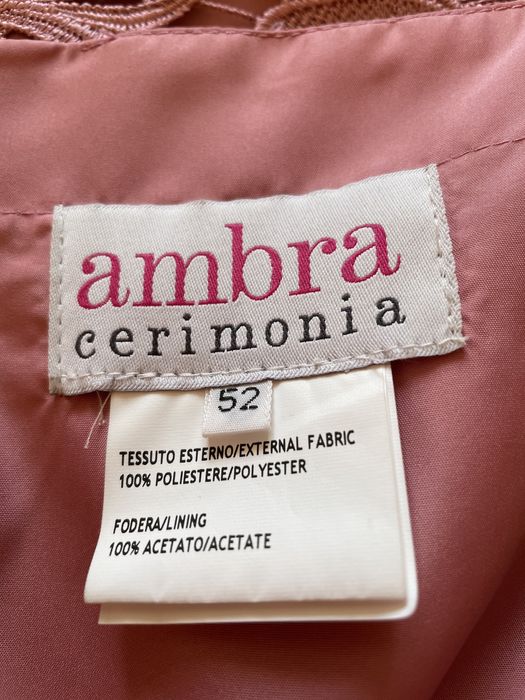 ambra
cerimonia
52
TESSUTO ESTERNO/EXTERNAL FABRIC
100% POLIESTERE/POLYESTER
FODERA/LINING
100% ACETATO/ACETATE